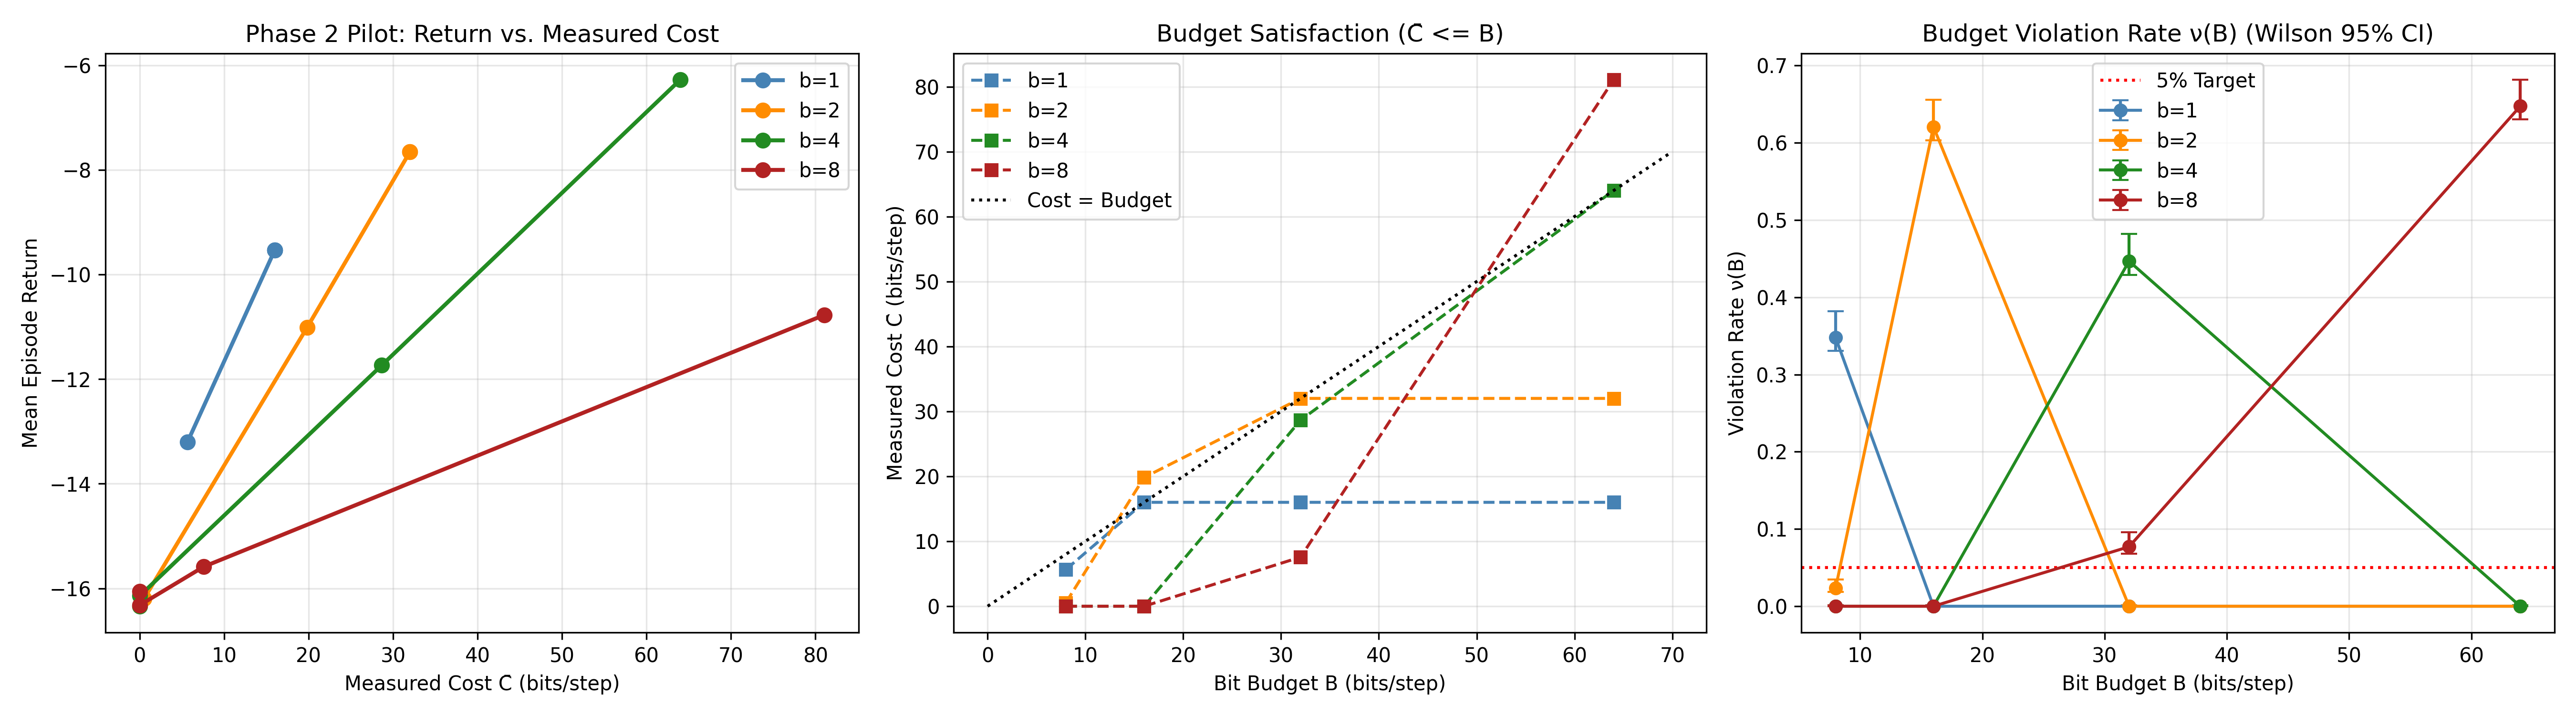 Phase 2 Pilot: Return vs. Measured Cost
Mean Episode Return
−6
−8
−10
−12
−14
−16
b=1
b=2
b=4
b=8
0
10
20
30
40
50
60
70
80
Measured Cost C (bits/step)
Budget Satisfaction (C̄ <= B)
Measured Cost C (bits/step)
80
70
60
50
40
30
20
10
0
b=1
b=2
b=4
b=8
Cost = Budget
0
10
20
30
40
50
60
70
Bit Budget B (bits/step)
Budget Violation Rate ν(B) (Wilson 95% CI)
Violation Rate ν(B)
0.7
0.6
0.5
0.4
0.3
0.2
0.1
0.0
5% Target
b=1
b=2
b=4
b=8
10
20
30
40
50
60
Bit Budget B (bits/step)